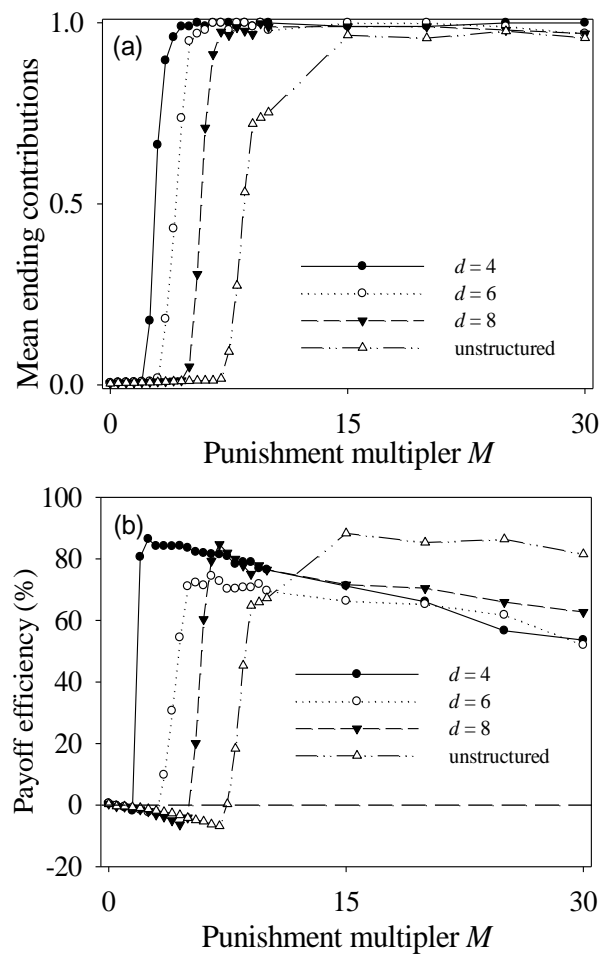 (a)
Mean ending contributions
1.0
0.5
0.0
d = 4
d = 6
d = 8
unstructured
0
15
30
Punishment multipler M
(b)
Payoff efficiency (%)
100
80
60
40
20
0
-20
d = 4
d = 6
d = 8
unstructured
0
15
30
Punishment multipler M